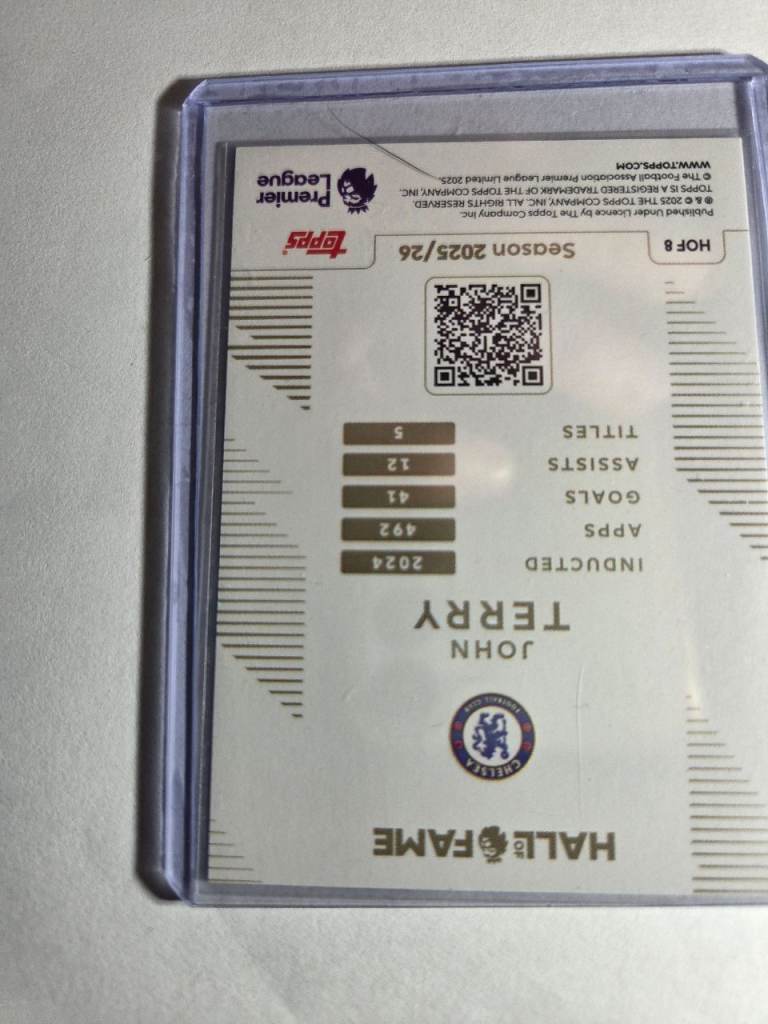 HALL OF FAME
CHELSEA
FOOTBALL CLUB
JOHN
TERRY
INDUCTED 2024
APPS 492
GOALS 41
ASSISTS 12
TITLES 5
HOF 8
Season 2025/26
topps®
Published Under Licence by The Topps Company Inc.
® & © 2025 THE TOPPS COMPANY, INC. ALL RIGHTS RESERVED.
TOPPS IS A REGISTERED TRADEMARK OF THE TOPPS COMPANY, INC.
© The Football Association Premier League Limited 2025.
WWW.TOPPS.COM
Premier
League